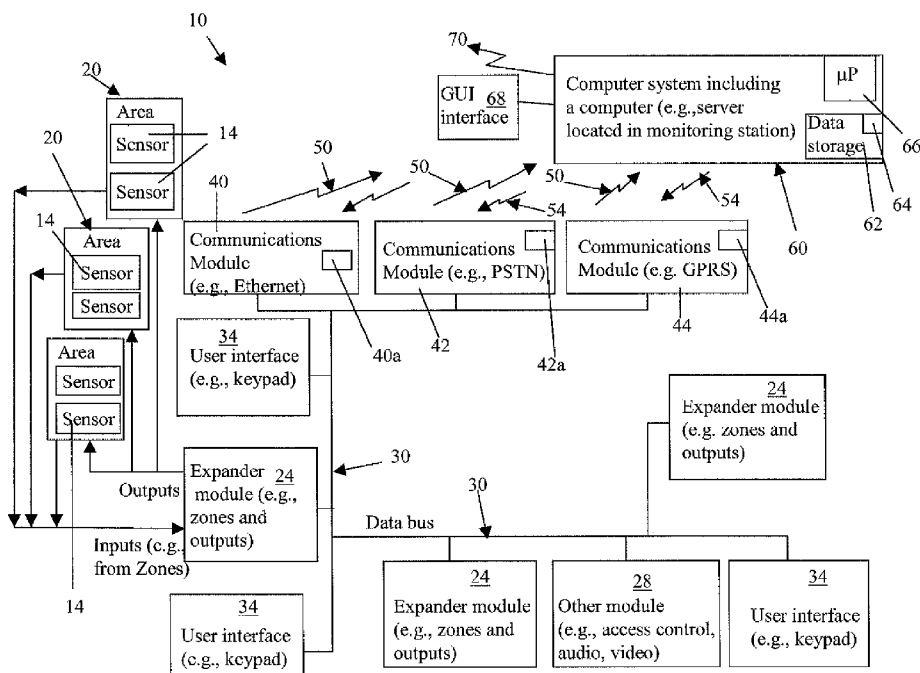 10
70
20
Area
Sensor
Sensor
14
20
Area
14
Sensor
Sensor
Area
Sensor
Sensor
14
GUI 68
interface
Computer system including
a computer (e.g.,server
located in monitoring
station)
µP
Data
storage
66
64
62
60
50
50
50
54
54
40
Communications
Module
(e.g., Ethernet)
40a
Communications
Module (e.g., PSTN)
42
42a
Communications
Module (e.g. GPRS)
44
44a
34
User interface
(e.g., keypad)
24
Expander module
(e.g. zones and
outputs)
Outputs
Expander 24
module (e.g.,
zones and
outputs)
30
30
Data bus
Inputs (e.g.,
from Zones)
34
User interface
(e.g., keypad)
24
Expander module
(e.g., zones and
outputs)
28
Other module
(e.g., access control,
audio, video)
34
User interface
(e.g., keypad)